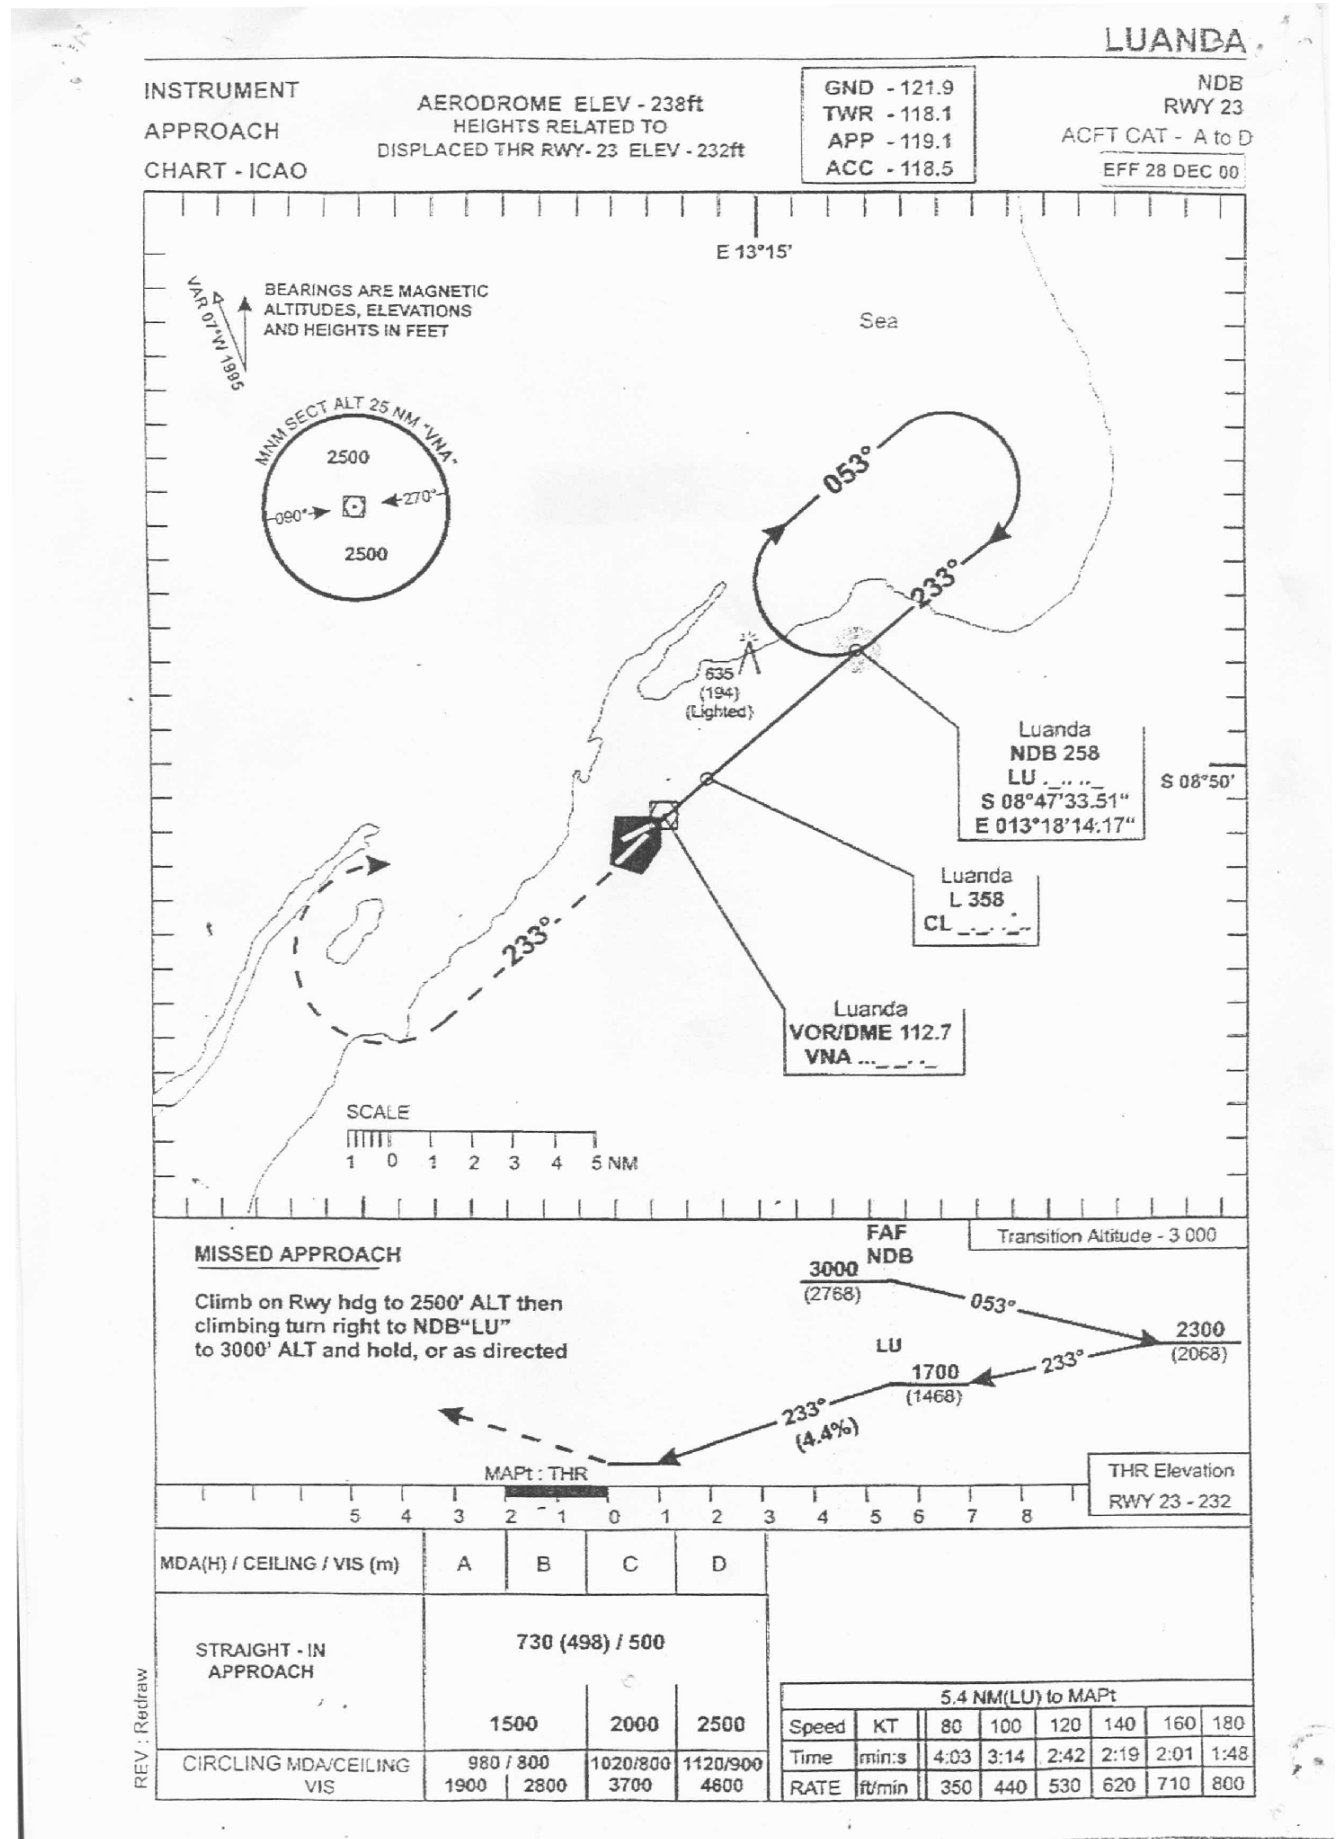 LUANDA
INSTRUMENT
APPROACH
CHART - ICAO
AERODROME ELEV - 238ft
HEIGHTS RELATED TO
DISPLACED THR RWY- 23 ELEV - 232ft
GND - 121.9
TWR - 118.1
APP - 119.1
ACC - 118.5
NDB
RWY 23
ACFT CAT - A to D
EFF 28 DEC 00
E 13°15'
VAR 07°W 1995
BEARINGS ARE MAGNETIC
ALTITUDES, ELEVATIONS
AND HEIGHTS IN FEET
Sea
MNM SECT ALT 25 NM "VNA"
2500
090°
270°
2500
053°
233°
635
(194)
(Lighted)
Luanda
NDB 258
LU ._.. .._
S 08°47'33.51"
E 013°18'14.17"
S 08°50'
Luanda
L 358
CL _._. ._..
233°
Luanda
VOR/DME 112.7
VNA ..._ _. ._
SCALE
1 0 1 2 3 4 5 NM
MISSED APPROACH
Climb on Rwy hdg to 2500' ALT then
climbing turn right to NDB"LU"
to 3000' ALT and hold, or as directed
FAF
NDB
Transition Altitude - 3 000
3000
(2768)
053°
2300
(2068)
LU
233°
1700
(1468)
233°
(4.4%)
MAPt : THR
THR Elevation
RWY 23 - 232
5 4 3 2 - 1 0 1 2 3 4 5 6 7 8
MDA(H) / CEILING / VIS (m) A B C D
STRAIGHT - IN
APPROACH
730 (498) / 500
1500 2000 2500
CIRCLING MDA/CEILING 980 / 800 1020/800 1120/900
VIS 1900 2800 3700 4600
5.4 NM(LU) to MAPt
Speed KT 80 100 120 140 160 180
Time min:s 4:03 3:14 2:42 2:19 2:01 1:48
RATE ft/min 350 440 530 620 710 800
REV : Redraw